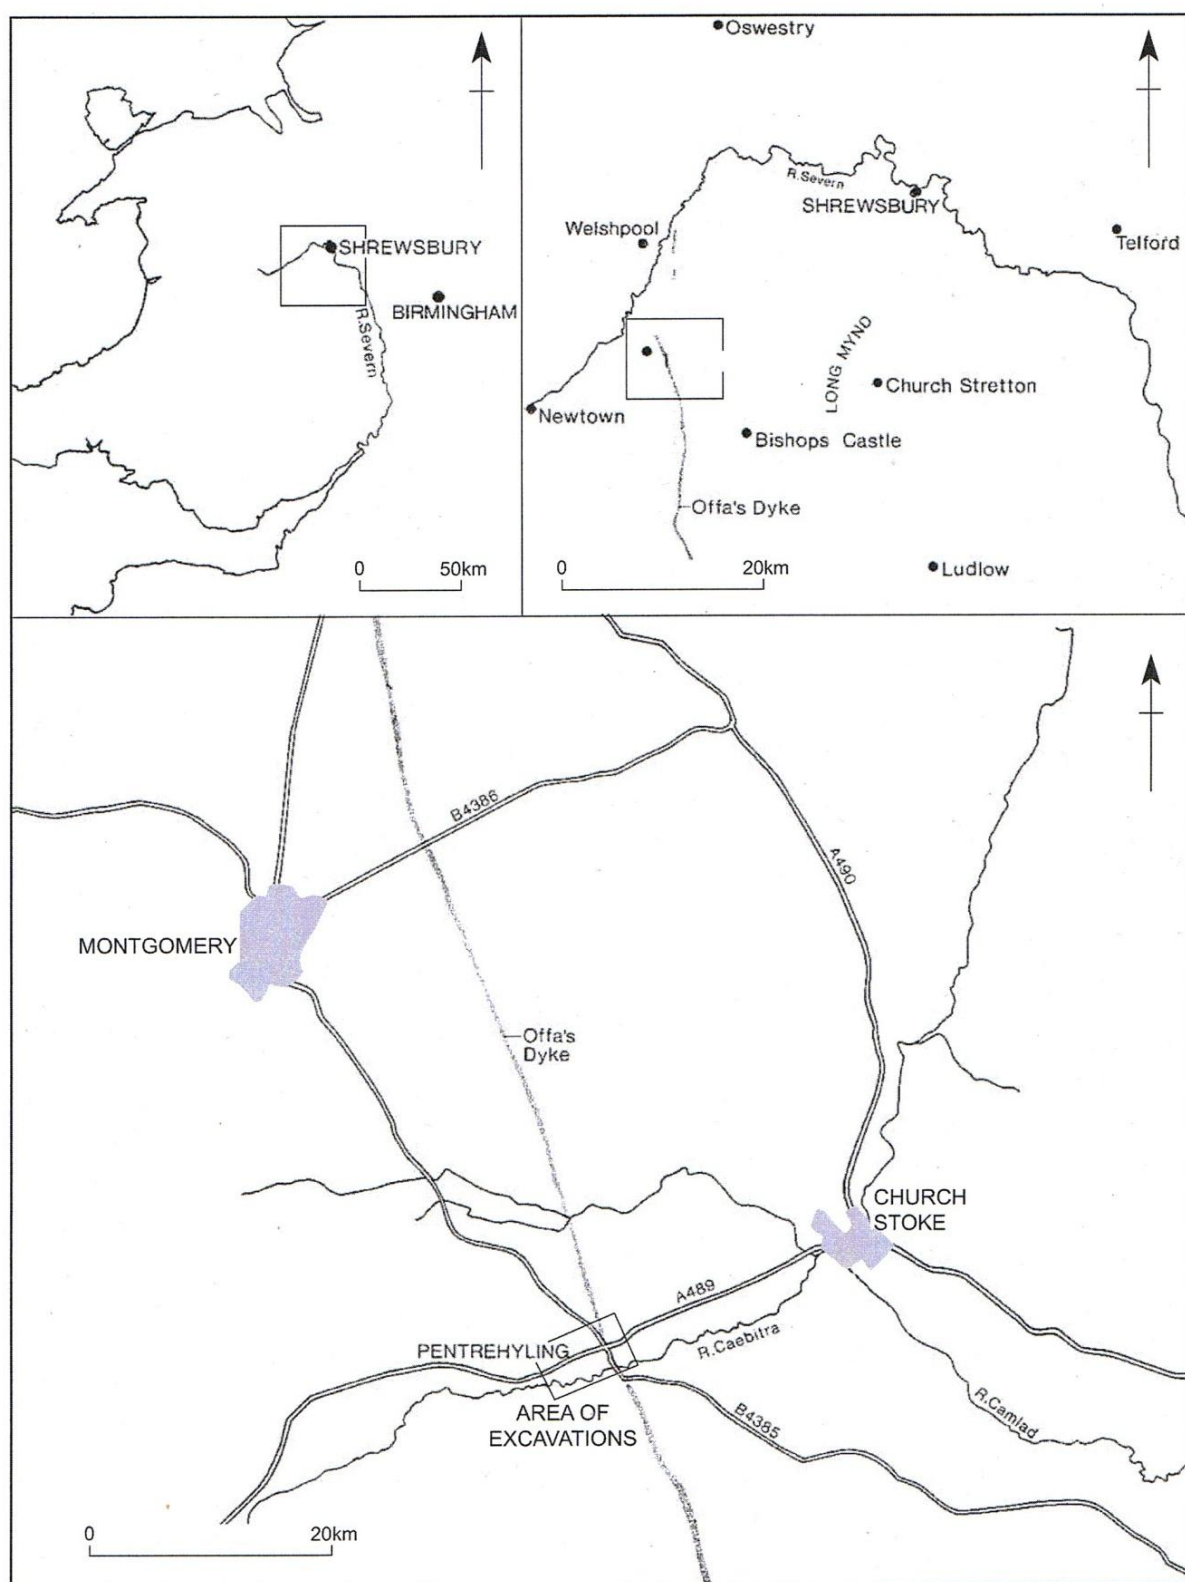 SHREWSBURY
BIRMINGHAM
R.Severn
0 50km
Oswestry
R.Severn
SHREWSBURY
Welshpool
Telford
LONG MYND
Church Stretton
Newtown
Bishops Castle
Offa's Dyke
0 20km
Ludlow
B4386
A490
MONTGOMERY
Offa's
Dyke
CHURCH
STOKE
A489
PENTREHYLING
R.Caebitra
AREA OF
EXCAVATIONS
B4385
R.Camlad
0 20km